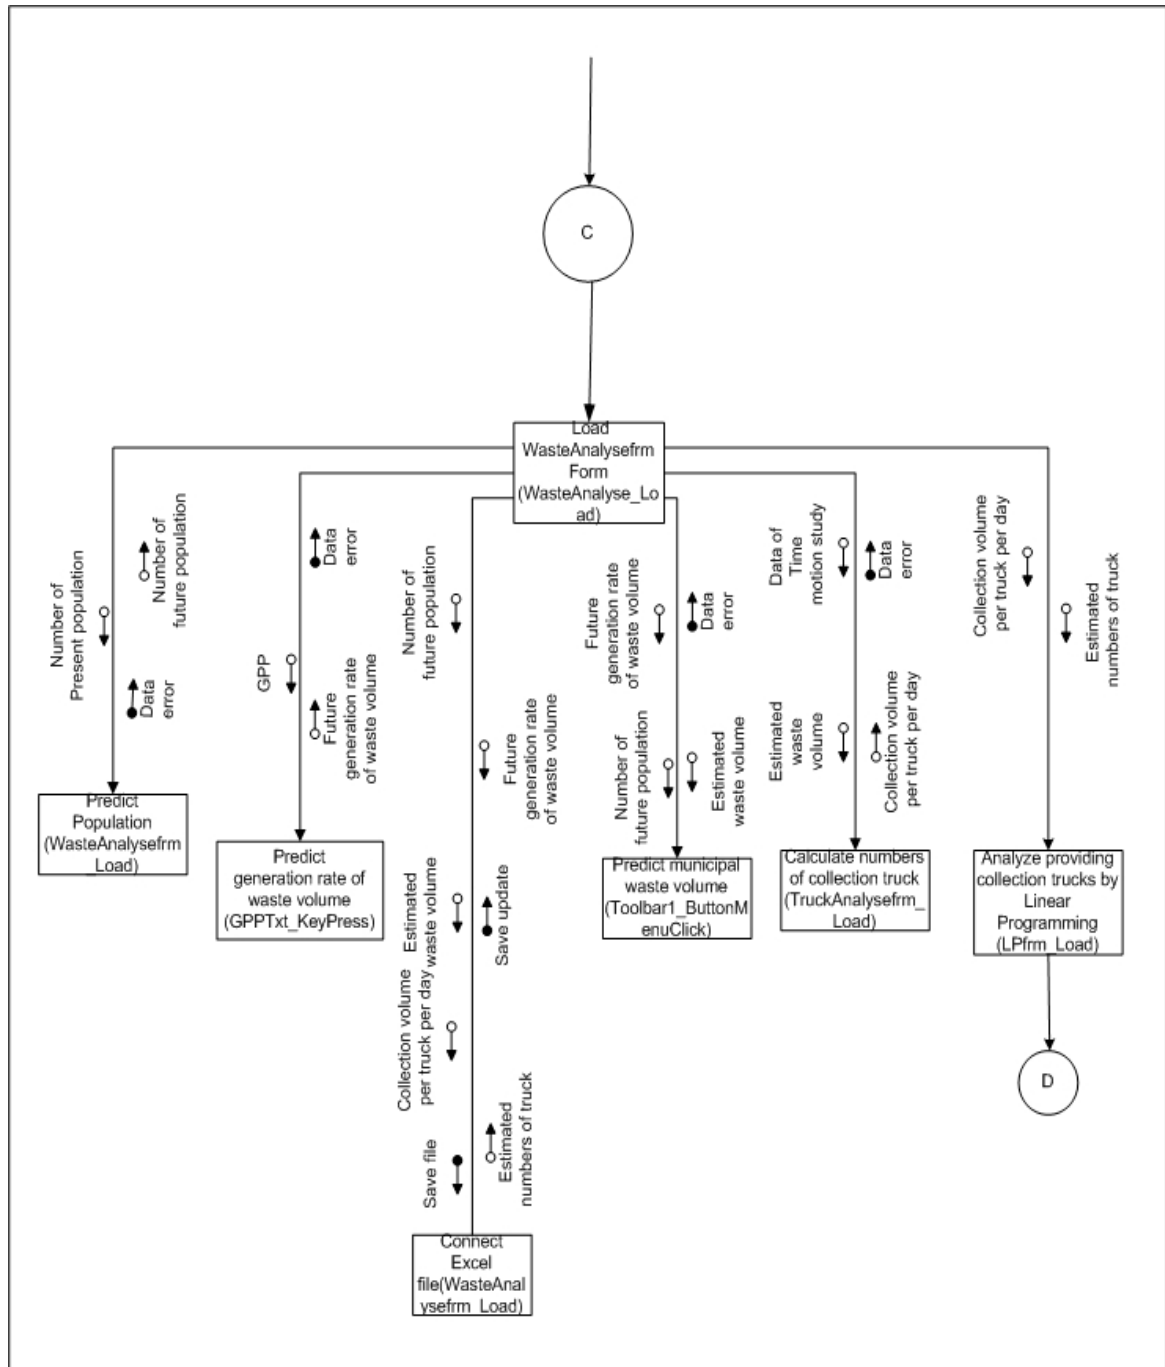 C
Load
WasteAnalysefrm
Form
(WasteAnalyse_Lo
ad)
Number of
Present population
Number of
future population
Data
error
Predict
Population
(WasteAnalysefrm
_Load)
Data
error
GPP
Future
generation rate
of waste volume
Predict
generation rate of
waste volume
(GPPTxt_KeyPress)
Number of
future population
Future
generation rate
of waste volume
Estimated
waste volume
Save update
Collection volume
per truck per day
Estimated
numbers of truck
Save file
Connect
Excel
file(WasteAnal
ysefrm_Load)
Future
generation rate
of waste volume
Data
error
Number of
future population
Estimated
waste volume
Predict municipal
waste volume
(Toolbar1_ButtonM
enuClick)
Data of
Time
motion study
Data
error
Estimated
waste
volume
Collection volume
per truck per day
Calculate numbers
of collection truck
(TruckAnalysefrm_
Load)
Collection volume
per truck per day
Estimated
numbers of truck
Analyze providing
collection trucks by
Linear
Programming
(LPfrm_Load)
D